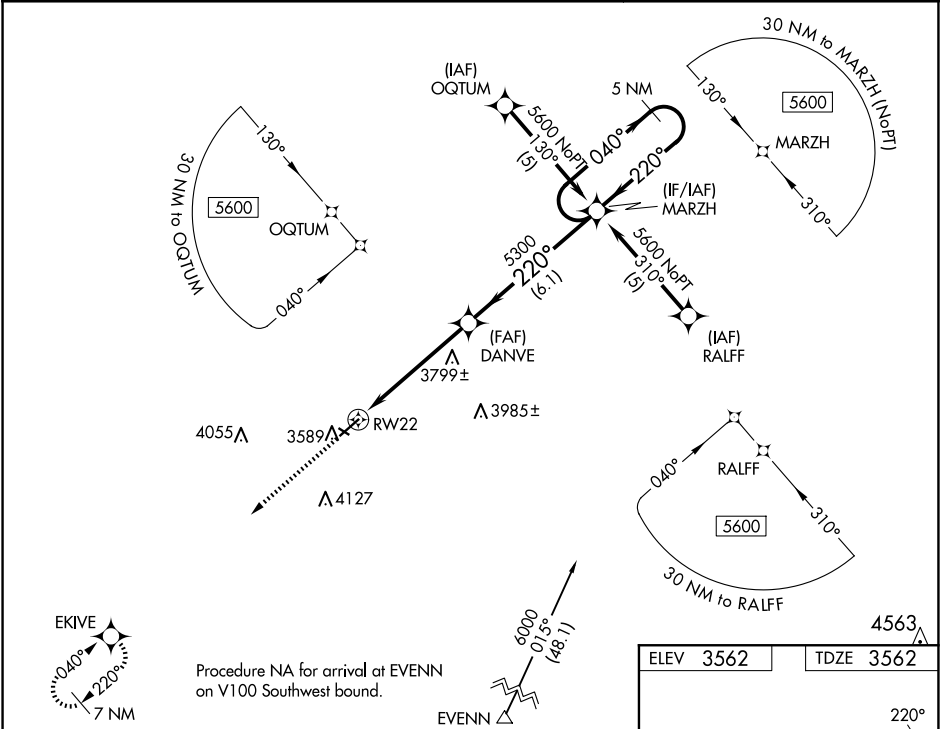 30 NM to MARZH (NoPT)
130°
5600
MARZH
310°
(IAF)
OQTUM
5600 NoPT
130°
(5)
5 NM
040°
220°
(IF/IAF)
MARZH
130°
30 NM to OQTUM
5600
OQTUM
040°
5300
220°
(6.1)
5600 NoPT
310°
(5)
(FAF)
DANVE
(IAF)
RALFF
3799±
3985±
4055
3589
RW22
4127
040°
RALFF
310°
5600
30 NM to RALFF
EKIVE
040°
220°
7 NM
Procedure NA for arrival at EVENN
on V100 Southwest bound.
6000
015°
(48.1)
EVENN
4563
ELEV 3562
TDZE 3562
220°